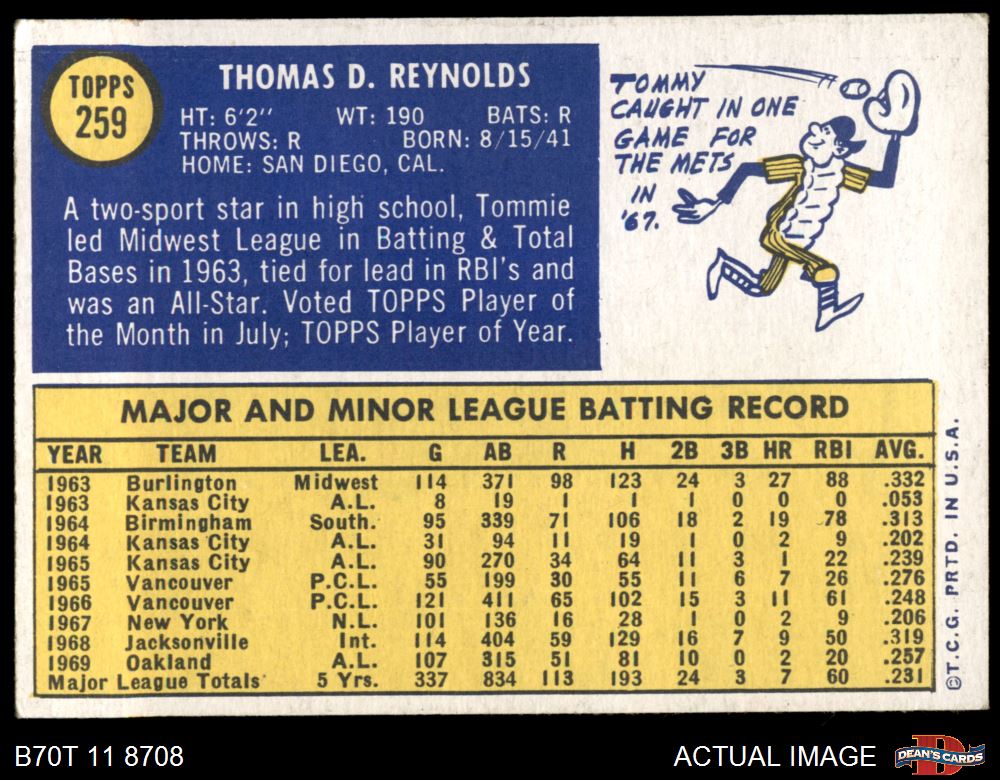 TOPPS
259
THOMAS D. REYNOLDS
HT: 6'2" WT: 190 BATS: R
THROWS: R BORN: 8/15/41
HOME: SAN DIEGO, CAL.
A two-sport star in high school, Tommie
led Midwest League in Batting & Total
Bases in 1963, tied for lead in RBI's and
was an All-Star. Voted TOPPS Player of
the Month in July; TOPPS Player of Year.
TOMMY
CAUGHT IN ONE
GAME FOR
THE METS
IN
'67.
MAJOR AND MINOR LEAGUE BATTING RECORD
YEAR TEAM LEA. G AB R H 2B 3B HR RBI AVG.
1963 Burlington Midwest 114 371 98 123 24 3 27 88 .332
1963 Kansas City A.L. 8 19 1 1 1 0 0 0 .053
1964 Birmingham South. 95 339 71 106 18 2 19 78 .313
1964 Kansas City A.L. 31 94 11 19 1 0 2 9 .202
1965 Kansas City A.L. 90 270 34 64 11 3 1 22 .239
1965 Vancouver P.C.L. 55 199 30 55 11 6 7 26 .276
1966 Vancouver P.C.L. 121 411 65 102 15 3 11 61 .248
1967 New York N.L. 101 136 16 28 1 0 2 9 .206
1968 Jacksonville Int. 114 404 59 129 16 7 9 50 .319
1969 Oakland A.L. 107 315 51 81 10 0 2 20 .257
Major League Totals 5 Yrs. 337 834 113 193 24 3 7 60 .231
©T.C.G. PRTD. IN U.S.A.
B70T 11 8708
ACTUAL IMAGE
D
DEAN'S CARDS